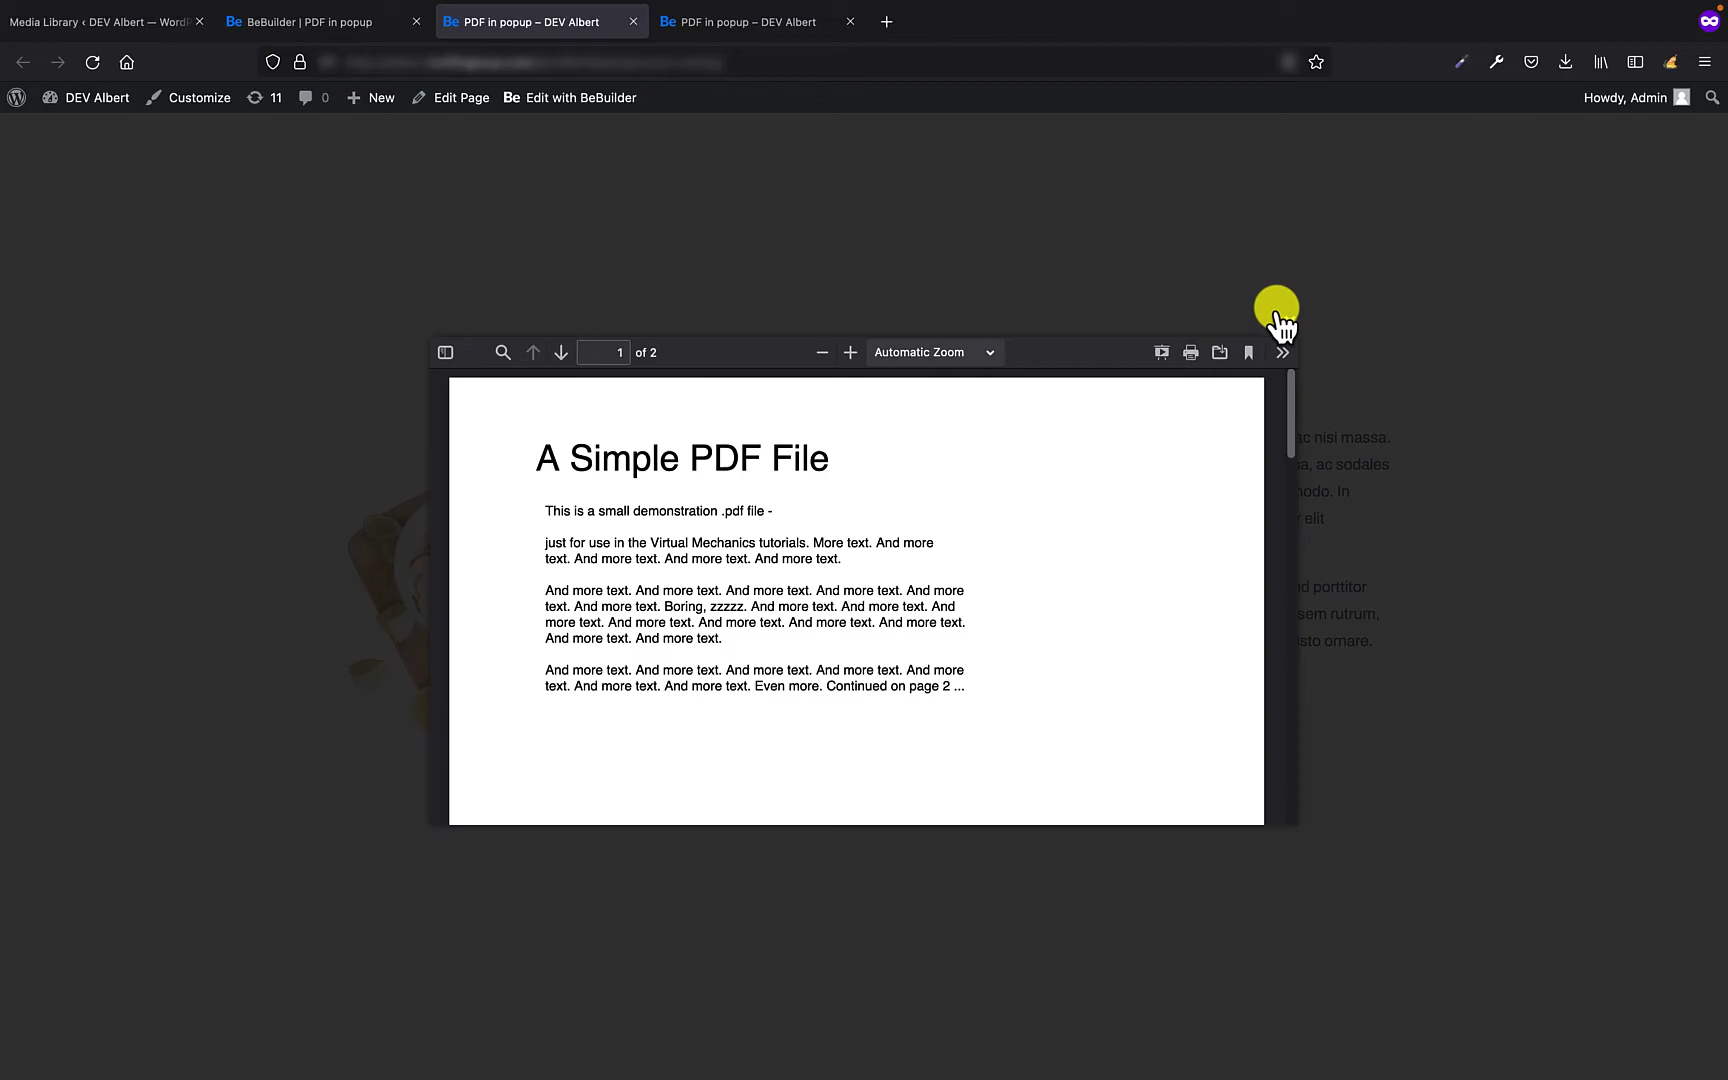 Media Library ‹ DEV Albert — WordP
BeBuilder | PDF in popup
PDF in popup – DEV Albert
PDF in popup – DEV Albert
DEV Albert
Customize
11
0
New
Edit Page
Be Edit with BeBuilder
Howdy, Admin
1 of 2
Automatic Zoom
A Simple PDF File
This is a small demonstration .pdf file -
just for use in the Virtual Mechanics tutorials. More text. And more
text. And more text. And more text. And more text.
And more text. And more text. And more text. And more text. And more
text. And more text. Boring, zzzzz. And more text. And more text. And
more text. And more text. And more text. And more text. And more text.
And more text. And more text.
And more text. And more text. And more text. And more text. And more
text. And more text. And more text. Even more. Continued on page 2 ...
ac nisi massa.
sa, ac sodales
modo. In
elit
ed porttitor
sem rutrum,
sto ornare.